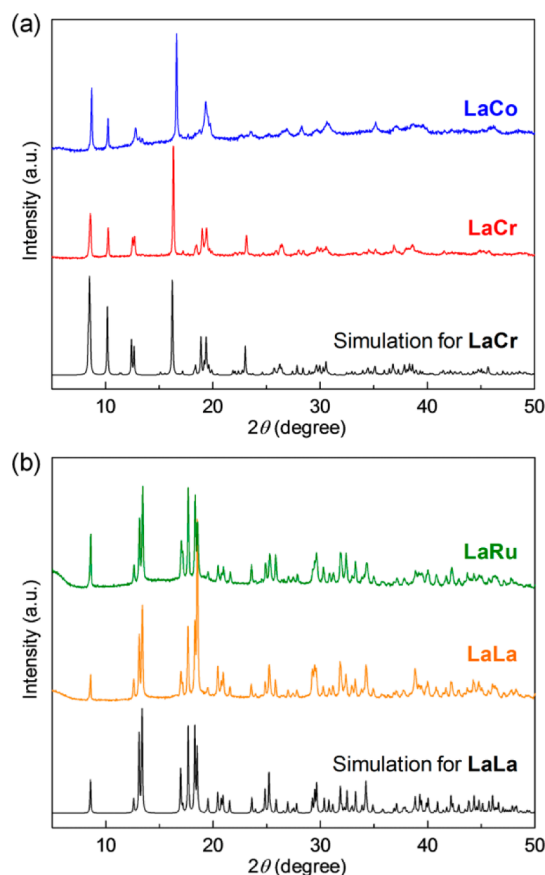 (a)
LaCo
LaCr
Simulation for LaCr
Intensity (a.u.)
10 20 30 40 50
2θ (degree)
(b)
LaRu
LaLa
Simulation for LaLa
Intensity (a.u.)
10 20 30 40 50
2θ (degree)